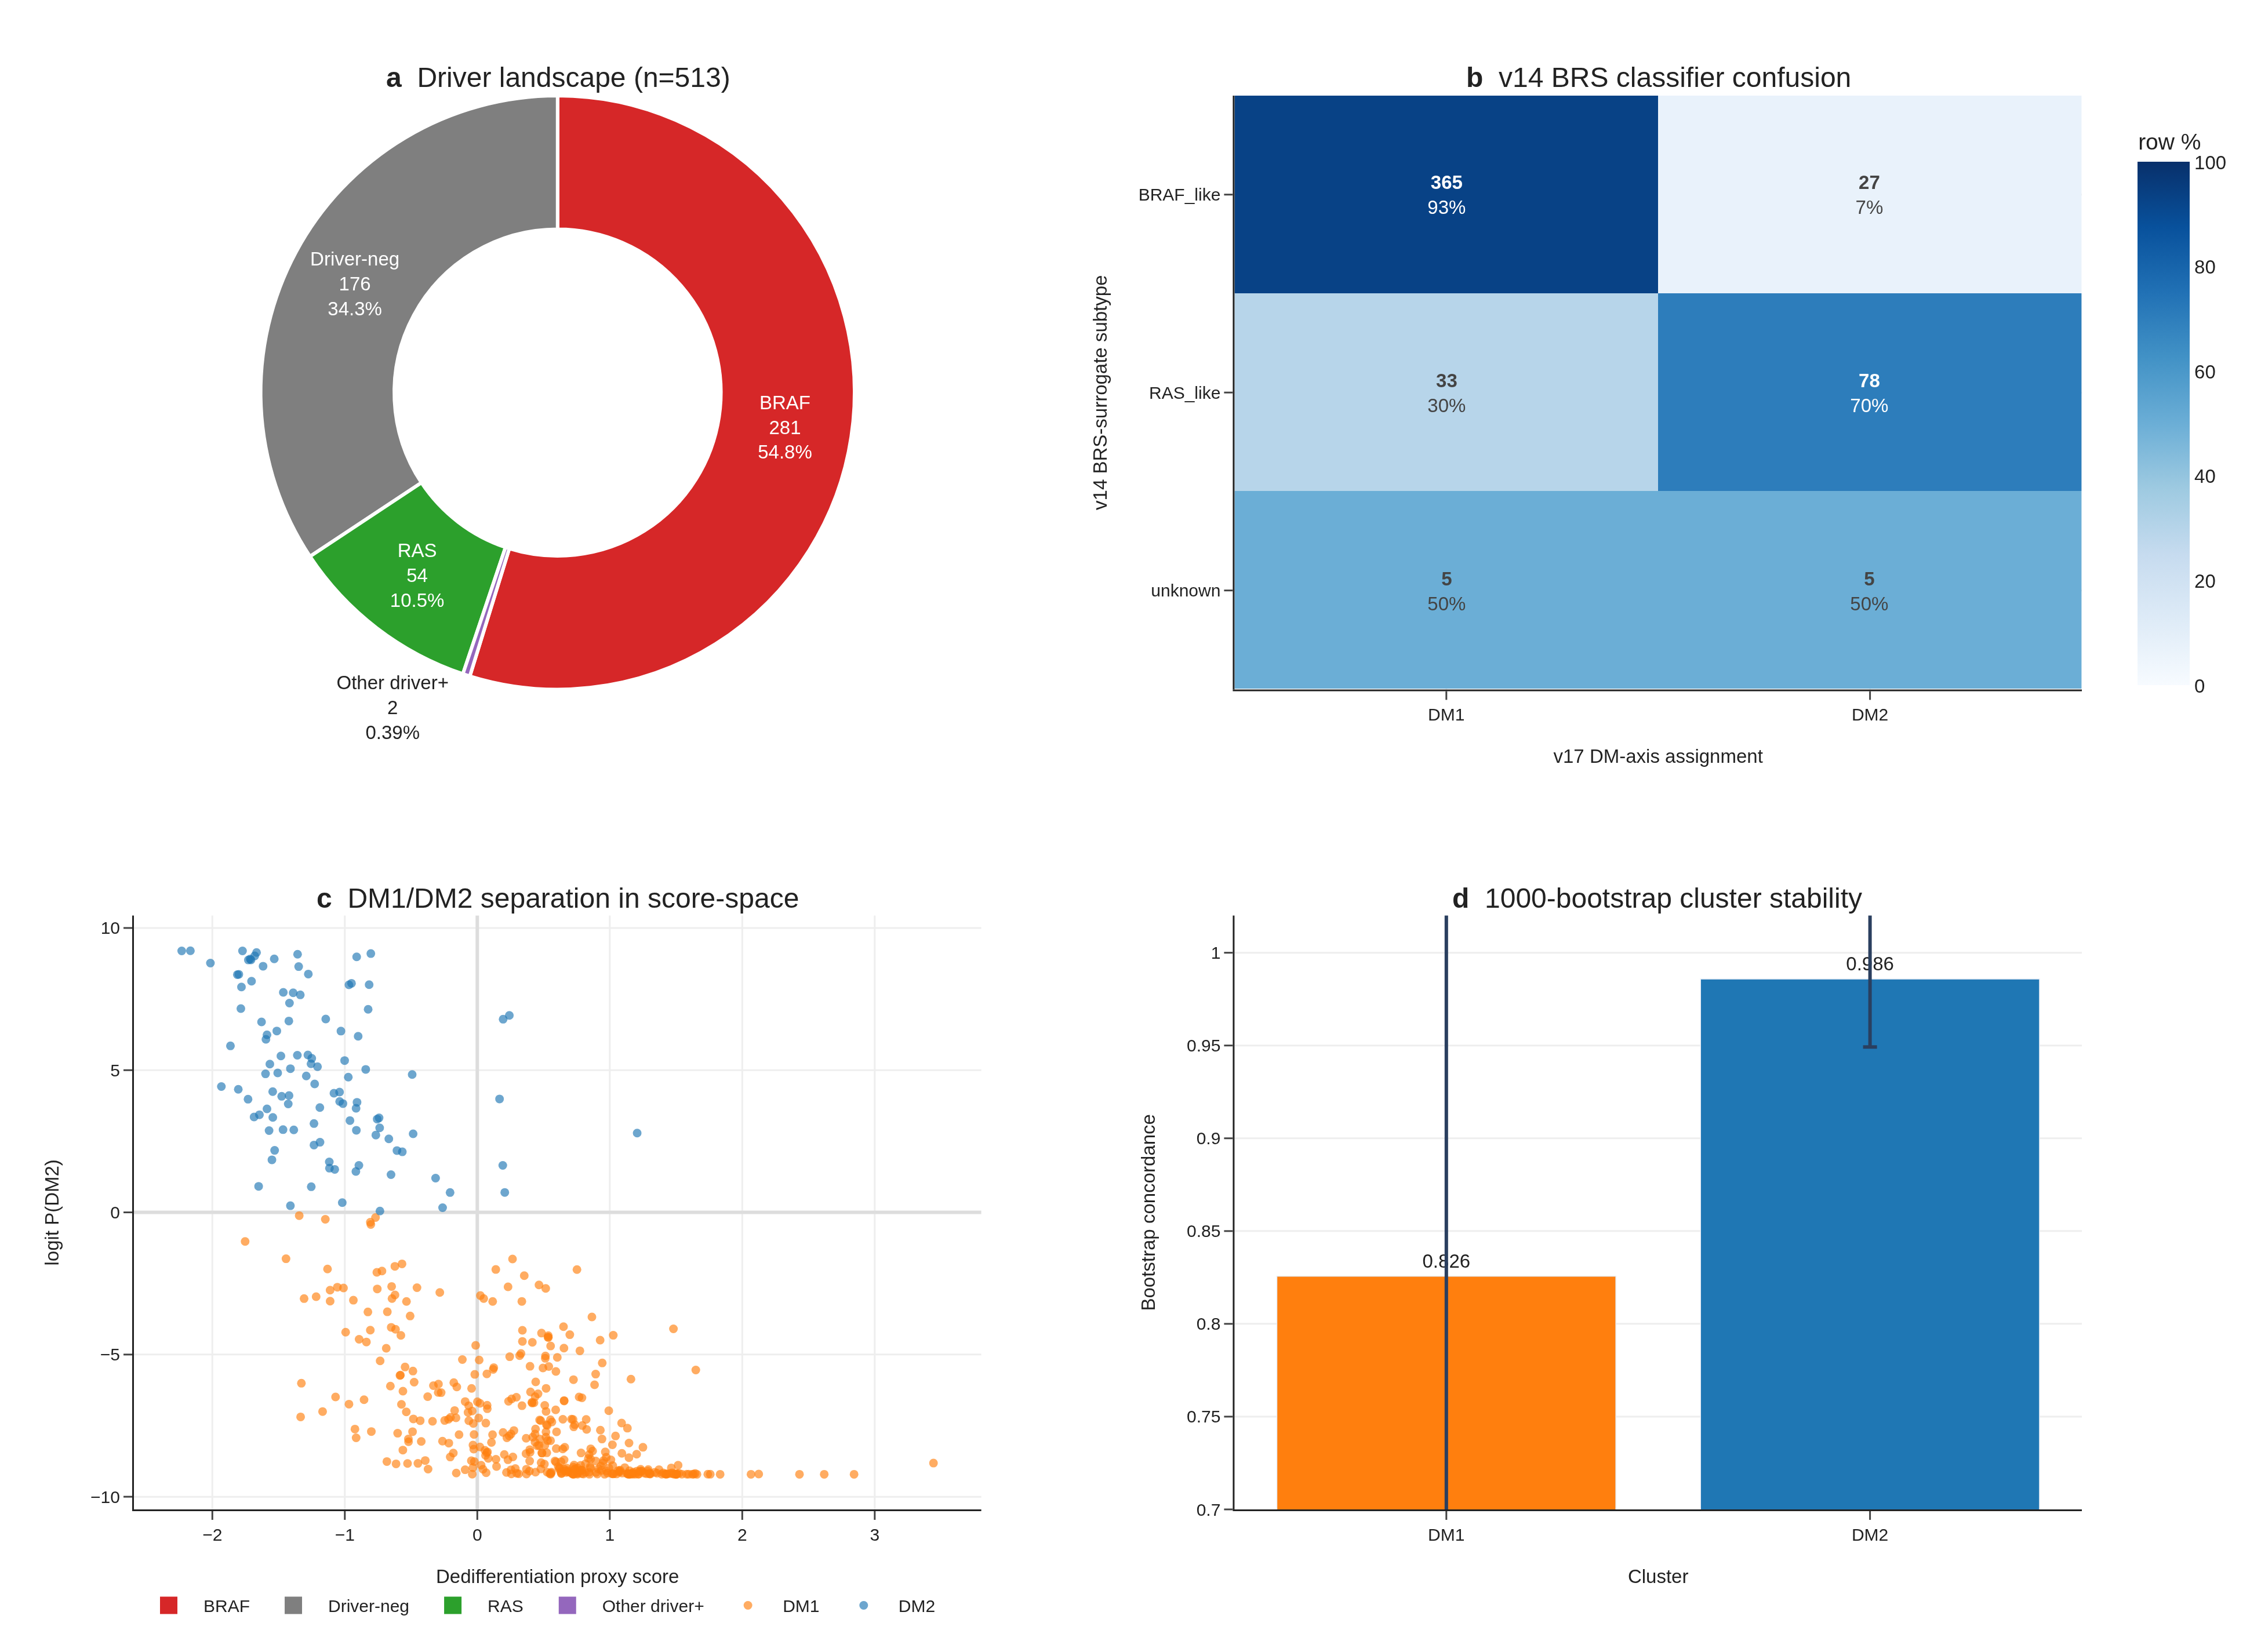 a Driver landscape (n=513)
Driver-neg
176
34.3%
BRAF
281
54.8%
RAS
54
10.5%
Other driver+
2
0.39%
b v14 BRS classifier confusion
v14 BRS-surrogate subtype
BRAF_like
RAS_like
unknown
365
93%
27
7%
33
30%
78
70%
5
50%
5
50%
DM1
DM2
v17 DM-axis assignment
row %
100
80
60
40
20
0
c DM1/DM2 separation in score-space
logit P(DM2)
10
5
0
−5
−10
−2
−1
0
1
2
3
Dedifferentiation proxy score
BRAF
Driver-neg
RAS
Other driver+
DM1
DM2
d 1000-bootstrap cluster stability
Bootstrap concordance
1
0.95
0.9
0.85
0.8
0.75
0.7
0.826
0.986
DM1
DM2
Cluster